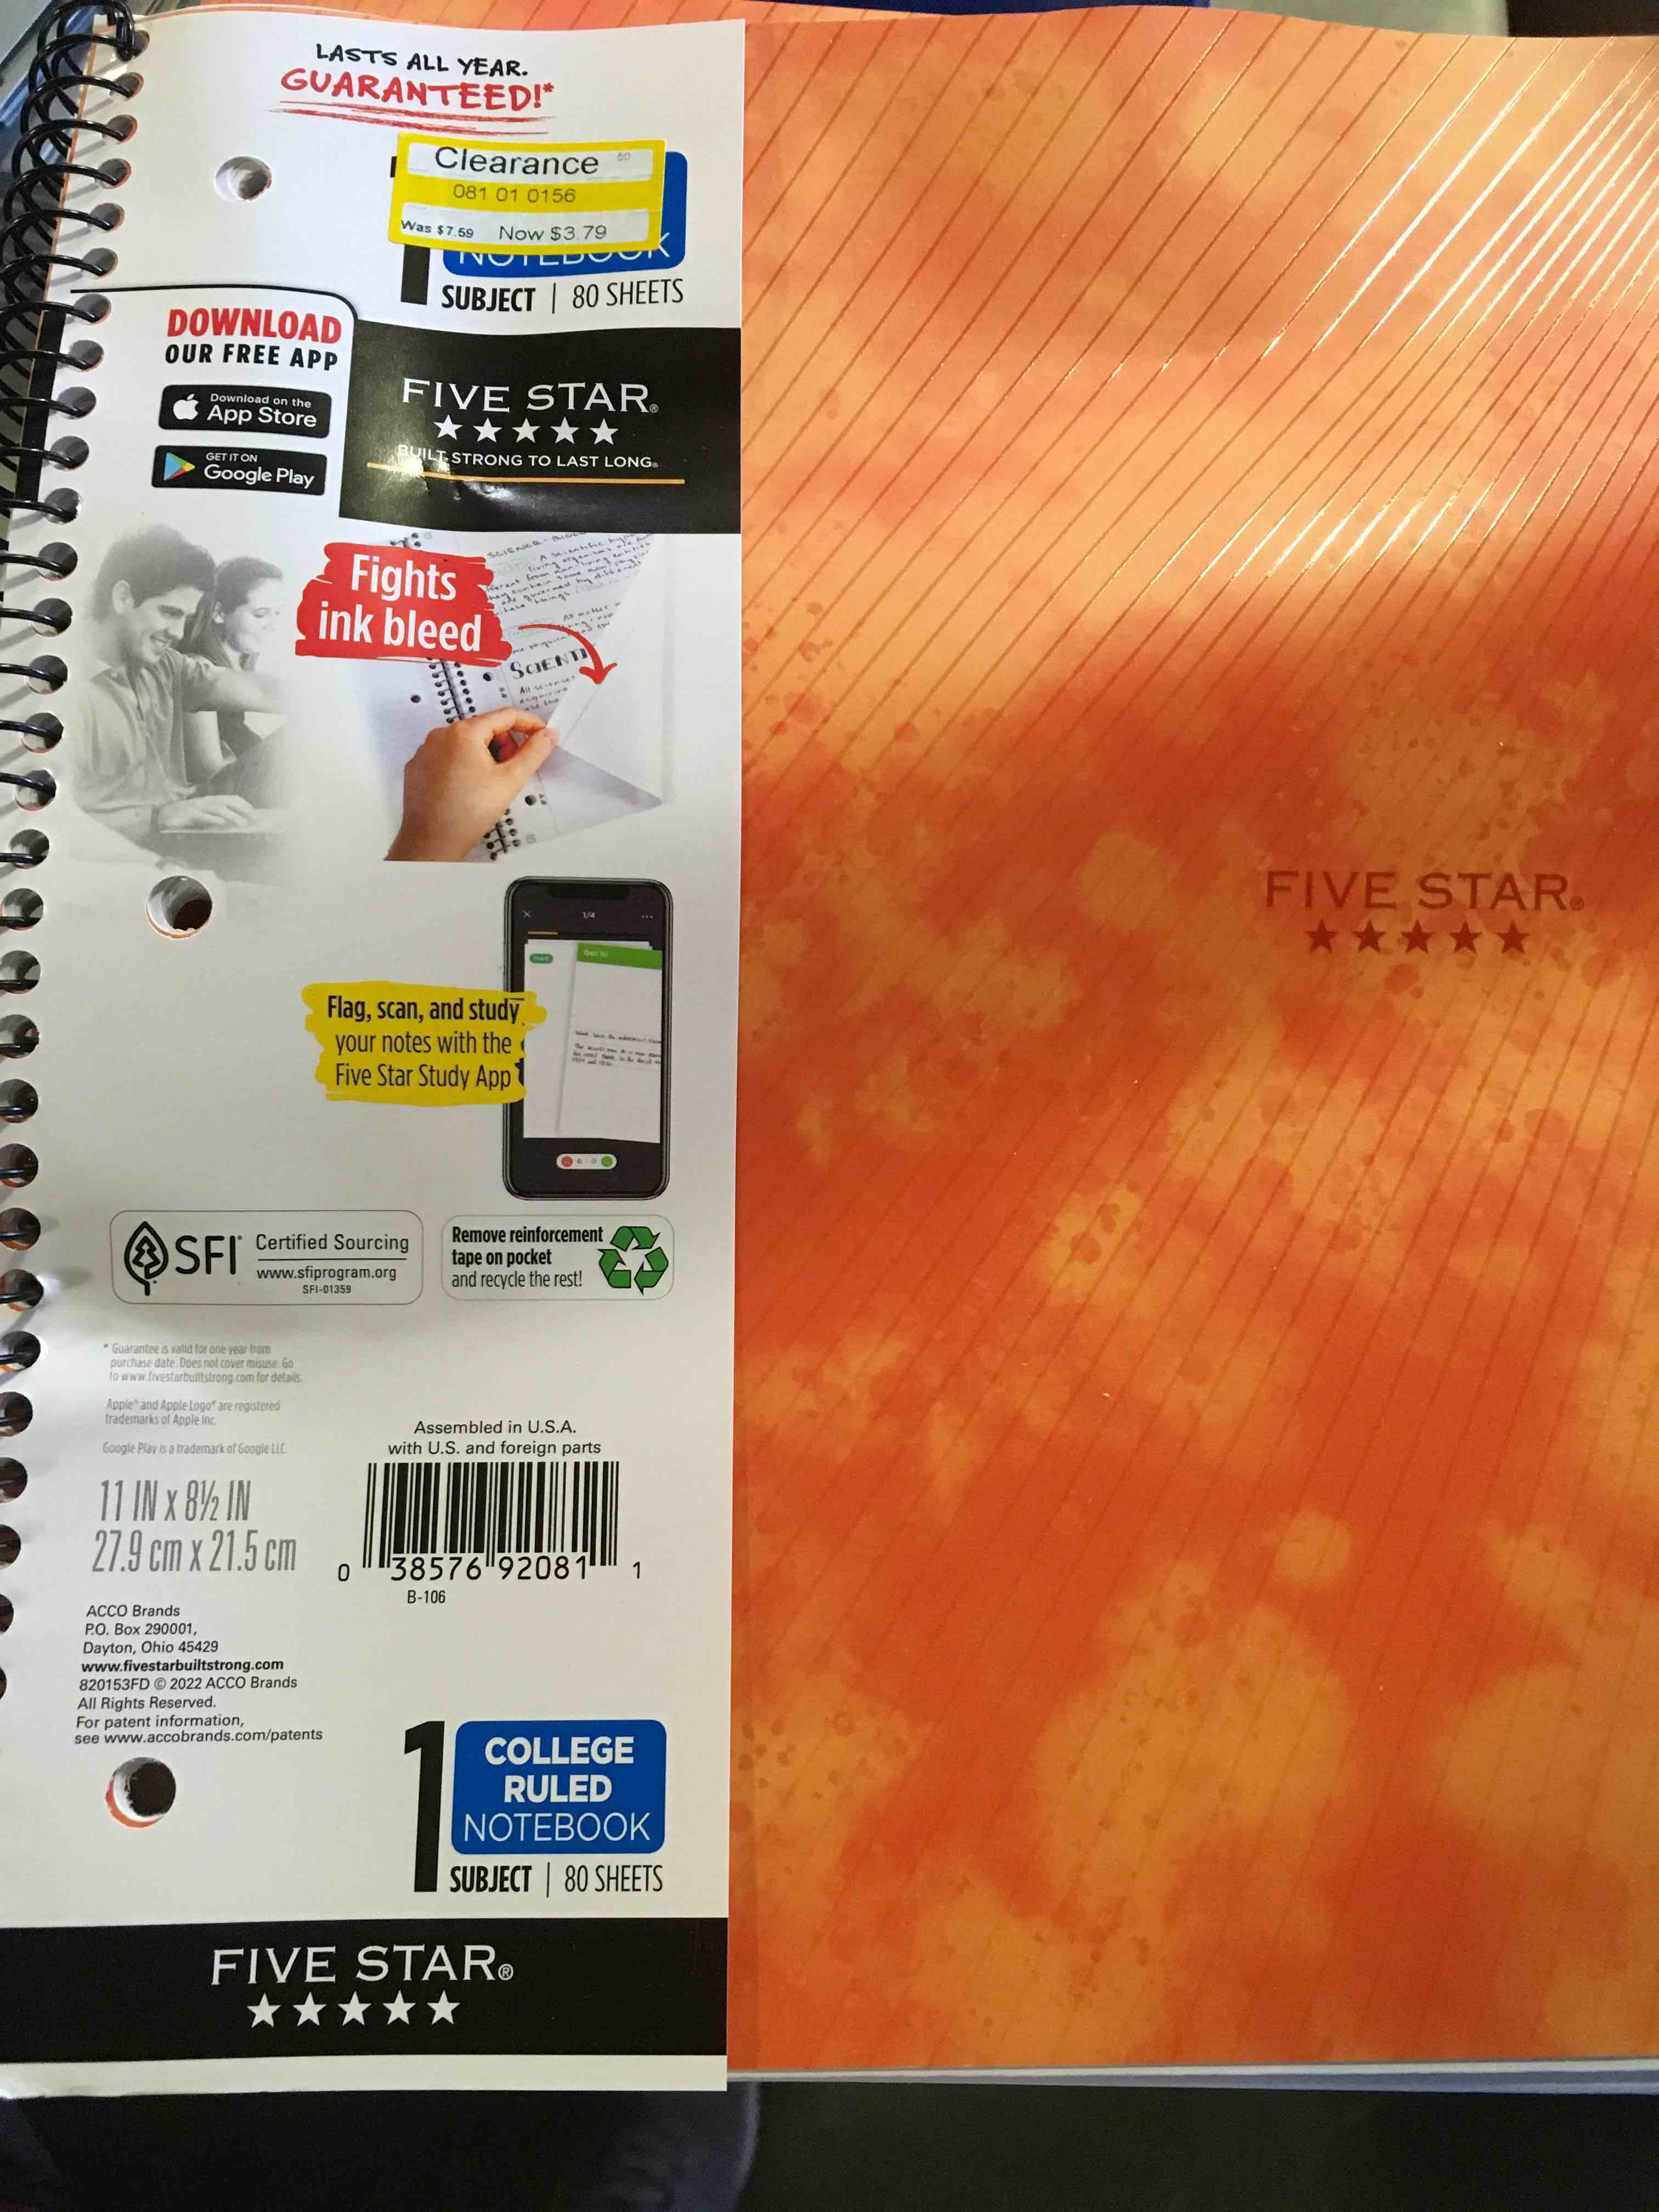 LASTS ALL YEAR.
GUARANTEED!*
Clearance 50
081 01 0156
Was $7.59 Now $3.79
1 NOTEBOOK
SUBJECT | 80 SHEETS
DOWNLOAD
OUR FREE APP
Download on the
App Store
GET IT ON
Google Play
FIVE STAR®
★★★★★
BUILT STRONG TO LAST LONG®
Fights
ink bleed
SCIENTI
FIVE STAR®
★★★★★
1/4
Got it!
Flag, scan, and study
your notes with the
Five Star Study App
SFI® Certified Sourcing
www.sfiprogram.org
SFI-01359
Remove reinforcement
tape on pocket
and recycle the rest!
* Guarantee is valid for one year from
purchase date. Does not cover misuse. Go
to www.fivestarbuiltstrong.com for details.
Apple® and Apple Logo® are registered
trademarks of Apple Inc.
Google Play is a trademark of Google LLC.
11 IN x 8½ IN
27.9 cm x 21.5 cm
Assembled in U.S.A.
with U.S. and foreign parts
0 38576 92081 1
B-106
ACCO Brands
P.O. Box 290001,
Dayton, Ohio 45429
www.fivestarbuiltstrong.com
820153FD © 2022 ACCO Brands
All Rights Reserved.
For patent information,
see www.accobrands.com/patents
1 COLLEGE
RULED
NOTEBOOK
SUBJECT | 80 SHEETS
FIVE STAR®
★★★★★